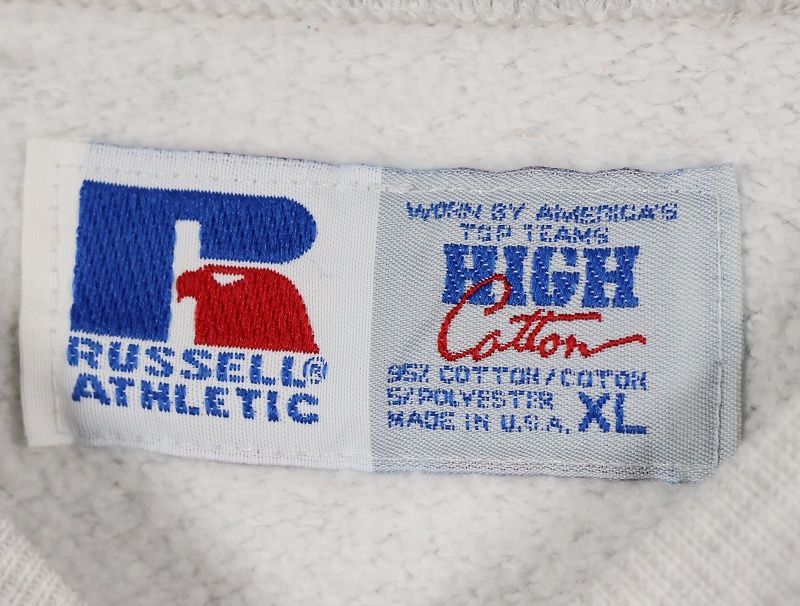 RUSSELL®
ATHLETIC
WORN BY AMERICA'S
TOP TEAMS
HIGH
Cotton
95% COTTON/COTON
5% POLYESTER
MADE IN U.S.A. XL